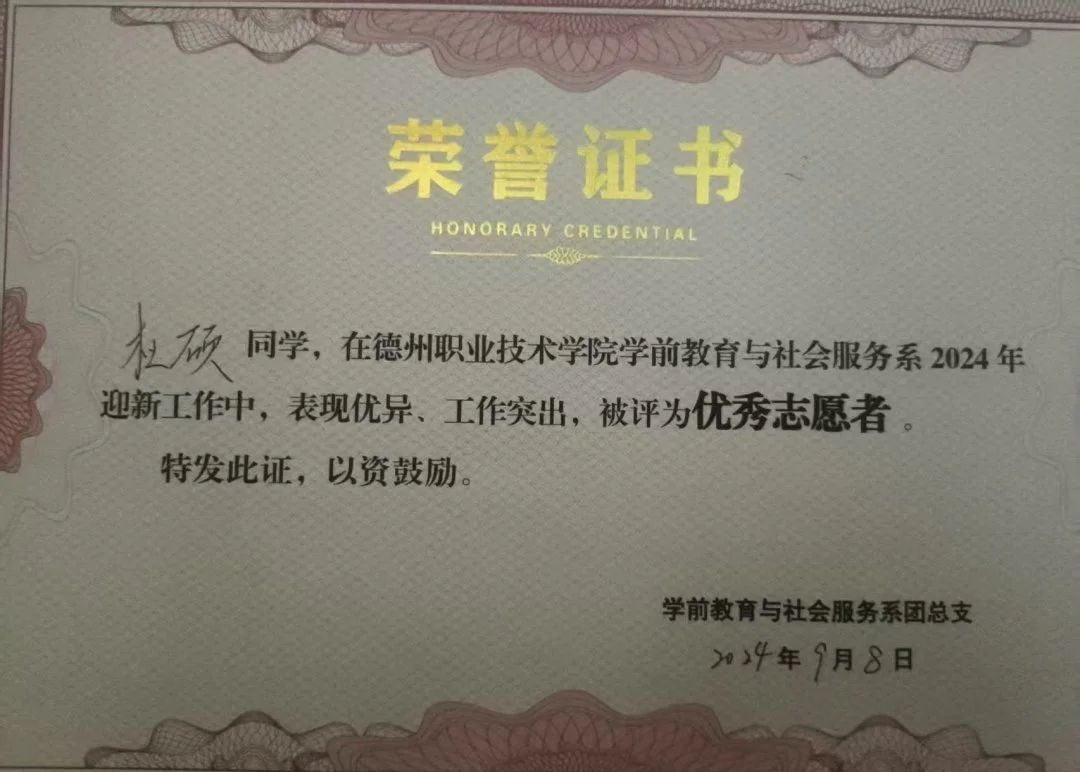 荣誉证书
HONORARY CREDENTIAL
杜硕 同学，在德州职业技术学院学前教育与社会服务系2024年
迎新工作中，表现优异、工作突出，被评为优秀志愿者。
特发此证，以资鼓励。
学前教育与社会服务系团总支
2024年9月8日